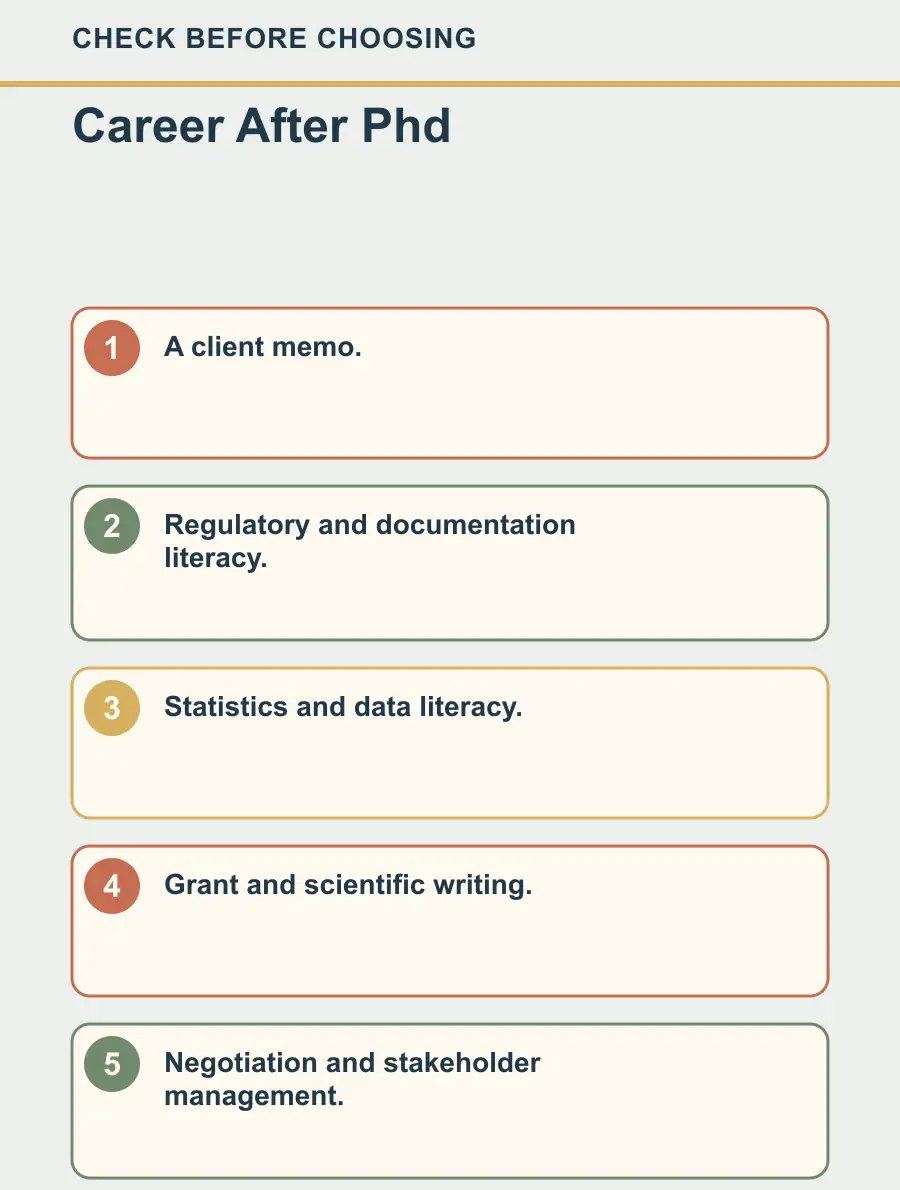 CHECK BEFORE CHOOSING
Career After Phd
1
A client memo.
2
Regulatory and documentation
literacy.
3
Statistics and data literacy.
4
Grant and scientific writing.
5
Negotiation and stakeholder
management.